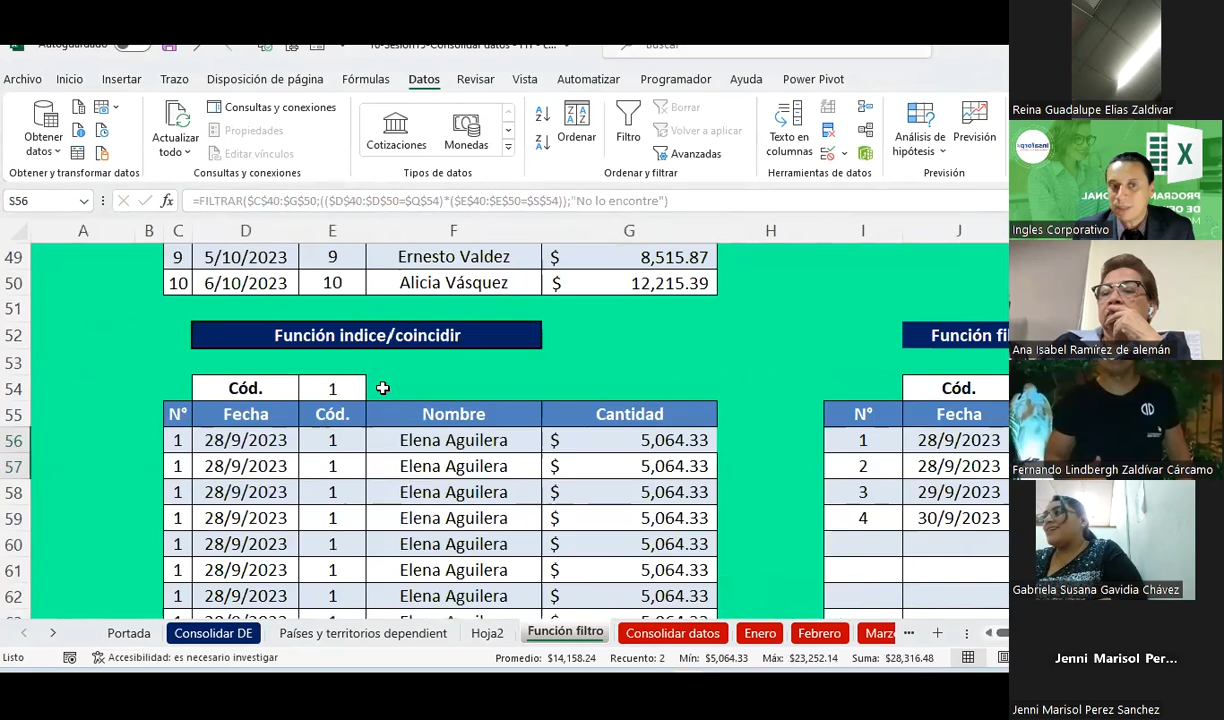 Autoguardado
10-Sesion15-Consolidar datos - FTF - c...
Buscar
Archivo Inicio Insertar Trazo Disposición de página Fórmulas Datos Revisar Vista Automatizar Programador Ayuda Power Pivot
Obtener datos
Obtener y transformar datos
Actualizar todo
Consultas y conexiones
Propiedades
Editar vínculos
Consultas y conexiones
Cotizaciones
Monedas
Tipos de datos
Ordenar
Filtro
Borrar
Volver a aplicar
Avanzadas
Ordenar y filtrar
Texto en columnas
Herramientas de datos
Análisis de hipótesis
Previsión
Previsión
S56
fx =FILTRAR($C$40:$G$50;(($D$40:$D$50=$Q$54)*($E$40:$E$50=$S$54));"No lo encontre")
A B C D E F G H I J
49 9 5/10/2023 9 Ernesto Valdez $ 8,515.87
50 10 6/10/2023 10 Alicia Vásquez $ 12,215.39
51
52 Función indice/coincidir Función fil
53
54 Cód. 1 Cód.
55 N° Fecha Cód. Nombre Cantidad N° Fecha
56 1 28/9/2023 1 Elena Aguilera $ 5,064.33 1 28/9/2023
57 1 28/9/2023 1 Elena Aguilera $ 5,064.33 2 28/9/2023
58 1 28/9/2023 1 Elena Aguilera $ 5,064.33 3 29/9/2023
59 1 28/9/2023 1 Elena Aguilera $ 5,064.33 4 30/9/2023
60 1 28/9/2023 1 Elena Aguilera $ 5,064.33
61 1 28/9/2023 1 Elena Aguilera $ 5,064.33
62 1 28/9/2023 1 Elena Aguilera $ 5,064.33
Portada Consolidar DE Países y territorios dependient Hoja2 Función filtro Consolidar datos Enero Febrero Marzo ...
Listo Accesibilidad: es necesario investigar Promedio: $14,158.24 Recuento: 2 Mín: $5,064.33 Máx: $23,252.14 Suma: $28,316.48
Reina Guadalupe Elias Zaldivar
Insaforp
X
Ingles Corporativo
Ana Isabel Ramírez de alemán
Fernando Lindbergh Zaldívar Cárcamo
Gabriela Susana Gavidia Chávez
Jenni Marisol Per...
Jenni Marisol Perez Sanchez